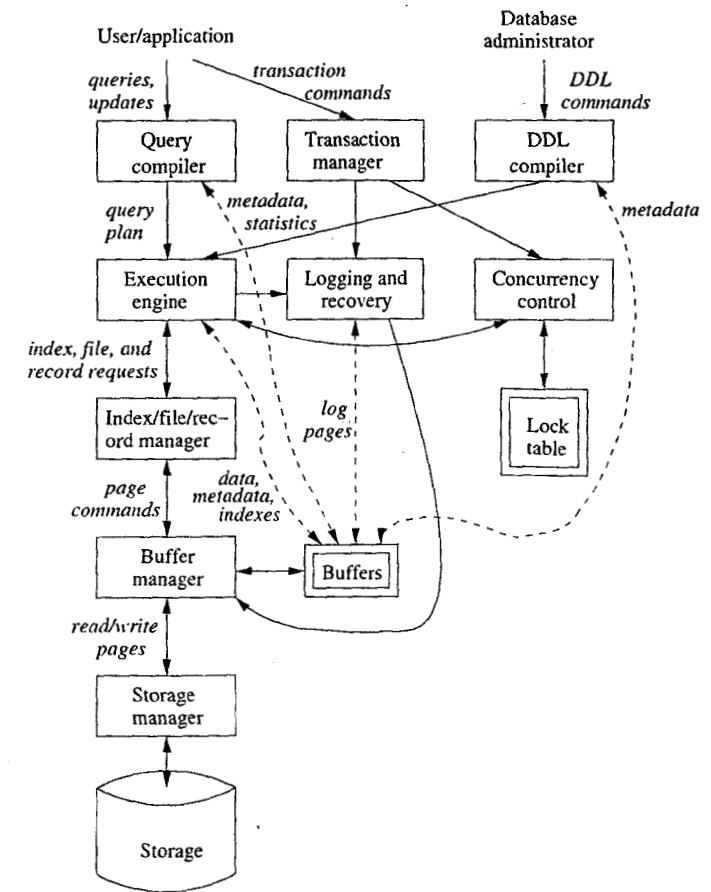 User/application
Database
administrator
queries,
updates
transaction
commands
DDL
commands
Query
compiler
Transaction
manager
DDL
compiler
query
plan
metadata,
statistics
metadata
Execution
engine
Logging and
recovery
Concurrency
control
index, file, and
record requests
log
pages
Index/file/rec-
ord manager
Lock
table
page
commands
data,
metadata,
indexes
Buffer
manager
Buffers
read/write
pages
Storage
manager
Storage